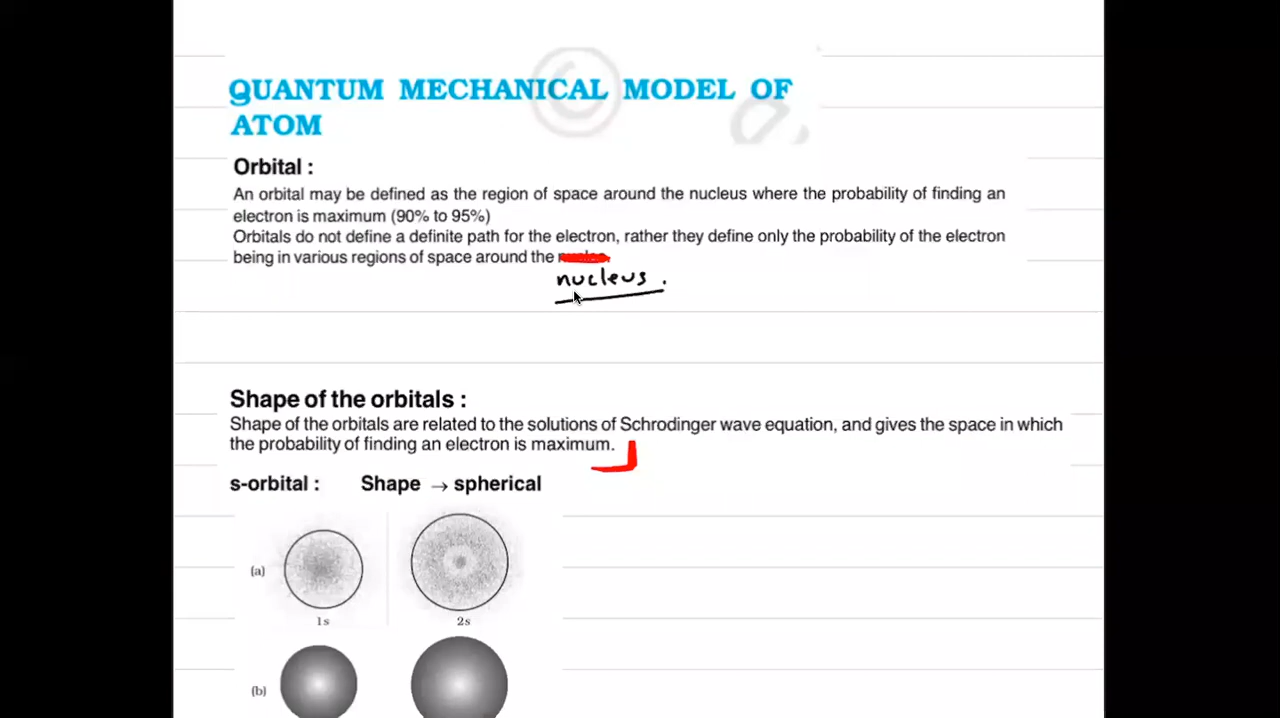 QUANTUM MECHANICAL MODEL OF
ATOM
Orbital :
An orbital may be defined as the region of space around the nucleus where the probability of finding an
electron is maximum (90% to 95%)
Orbitals do not define a definite path for the electron, rather they define only the probability of the electron
being in various regions of space around the
nucleus.
Shape of the orbitals :
Shape of the orbitals are related to the solutions of Schrodinger wave equation, and gives the space in which
the probability of finding an electron is maximum.
s-orbital : Shape → spherical
(a)
1s 2s
(b)